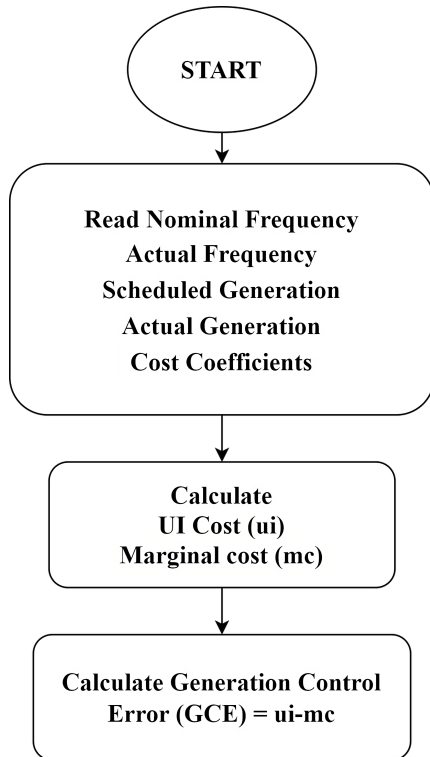 START
Read Nominal Frequency
Actual Frequency
Scheduled Generation
Actual Generation
Cost Coefficients
Calculate
UI Cost (ui)
Marginal cost (mc)
Calculate Generation Control
Error (GCE) = ui-mc